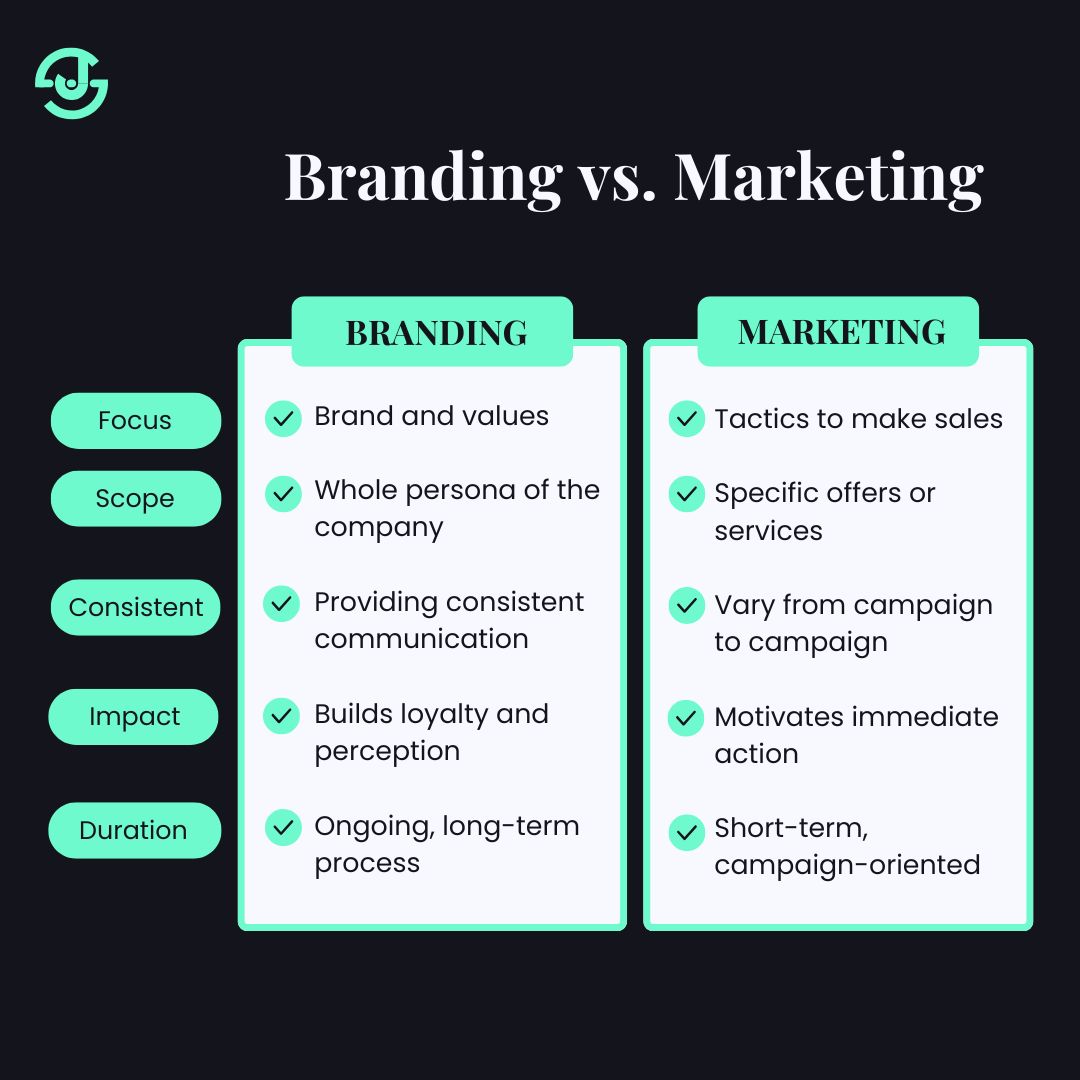 Branding vs. Marketing
BRANDING
MARKETING
Focus
Brand and values
Tactics to make sales
Scope
Whole persona of the
company
Specific offers or
services
Consistent
Providing consistent
communication
Vary from campaign
to campaign
Impact
Builds loyalty and
perception
Motivates immediate
action
Duration
Ongoing, long-term
process
Short-term,
campaign-oriented